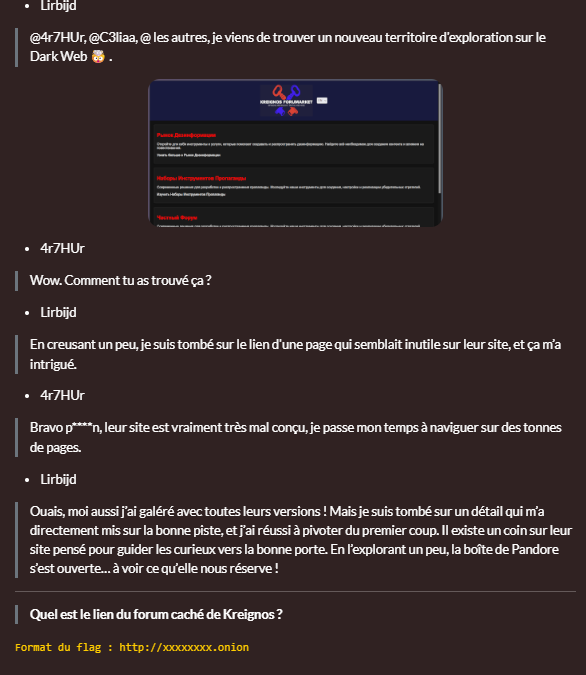 Lirbijd
@4r7HUr, @C3liaa, @ les autres, je viens de trouver un nouveau territoire d'exploration sur le
Dark Web 🤯 .
KREIGNOS FORUMARKET
Рынка Дезинформации
Наборы Инструментов Пропаганды
Частный Форум
4r7HUr
Wow. Comment tu as trouvé ça ?
Lirbijd
En creusant un peu, je suis tombé sur le lien d'une page qui semblait inutile sur leur site, et ça m'a
intrigué.
4r7HUr
Bravo p****n, leur site est vraiment très mal conçu, je passe mon temps à naviguer sur des tonnes
de pages.
Lirbijd
Ouais, moi aussi j'ai galéré avec toutes leurs versions ! Mais je suis tombé sur un détail qui m'a
directement mis sur la bonne piste, et j'ai réussi à pivoter du premier coup. Il existe un coin sur leur
site pensé pour guider les curieux vers la bonne porte. En l'explorant un peu, la boîte de Pandore
s'est ouverte... à voir ce qu'elle nous réserve !
Quel est le lien du forum caché de Kreignos ?
Format du flag : http://xxxxxxxx.onion